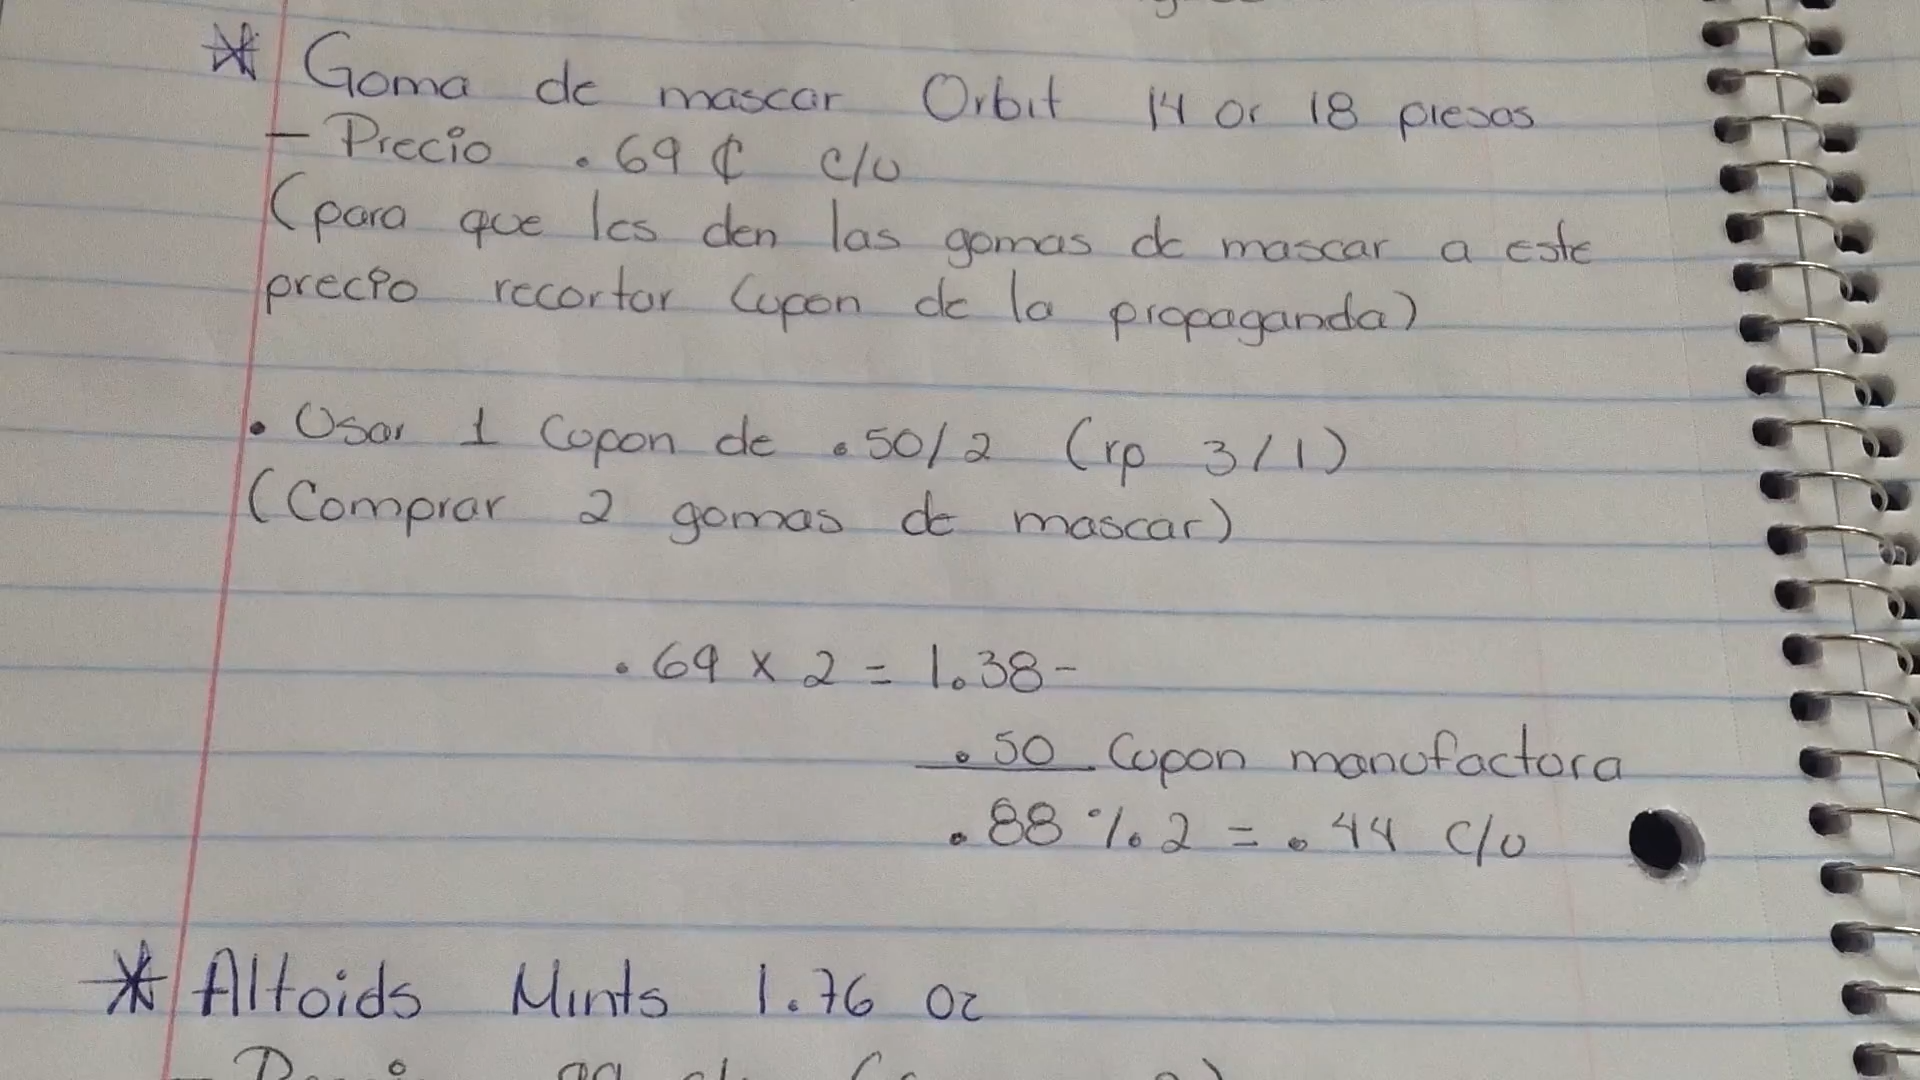 * Goma de mascar Orbit 14 or 18 piesas
- Precio .69 ¢ c/u
(para que les den las gomas de mascar a este
precio recortar Cupon de la propaganda)
• Usar 1 Cupon de .50/2 (rp 3/1)
(Comprar 2 gomas de mascar)
.69 x 2 = 1.38 -
.50 Cupon manufactura
.88 % 2 = .44 c/u
* Altoids Mints 1.76 oz